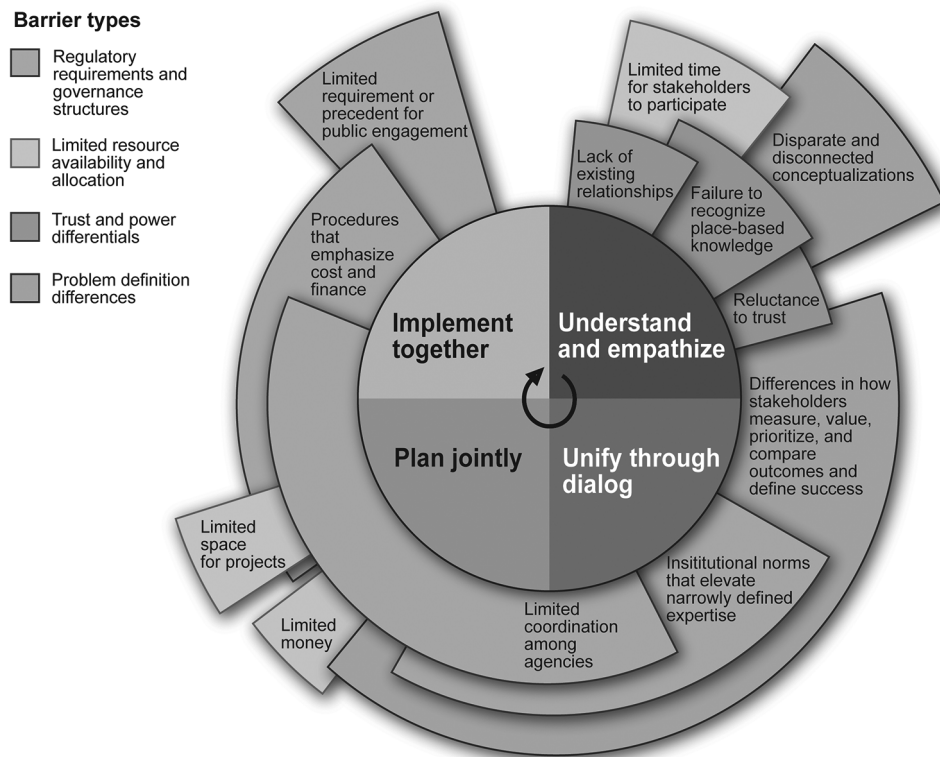 Barrier types
Regulatory
requirements and
governance
structures
Limited resource
availability and
allocation
Trust and power
differentials
Problem definition
differences
Limited
requirement or
precedent for
public engagement
Procedures
that
emphasize
cost and
finance
Limited time
for stakeholders
to participate
Lack of
existing
relationships
Disparate and
disconnected
conceptualizations
Failure to
recognize
place-based
knowledge
Reluctance
to trust
Implement
together
Understand
and empathize
Plan jointly
Unify through
dialog
Differences in how
stakeholders
measure, value,
prioritize, and
compare
outcomes and
define success
Insititutional norms
that elevate
narrowly defined
expertise
Limited
coordination
among
agencies
Limited
space
for projects
Limited
money